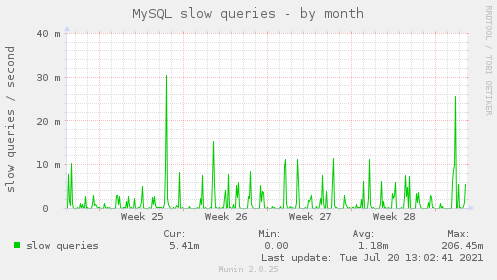 MySQL slow queries - by month
RRDTOOL / TOBI OETIKER
slow queries / second
40 m
30 m
20 m
10 m
0
Week 25 Week 26 Week 27 Week 28
Cur: Min: Avg: Max:
slow queries 5.41m 0.00 1.18m 206.45m
Last update: Tue Jul 20 13:02:41 2021
Munin 2.0.25